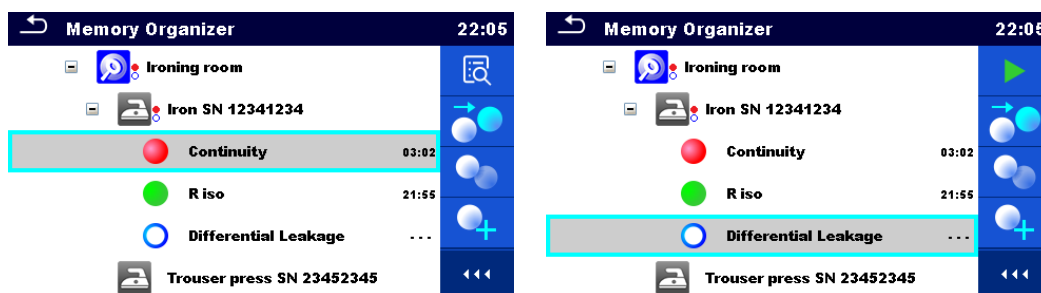 Memory Organizer 22:05
Ironing room
Iron SN 12341234
Continuity 03:02
R iso 21:55
Differential Leakage ---
Trouser press SN 23452345
Memory Organizer 22:05
Ironing room
Iron SN 12341234
Continuity 03:02
R iso 21:55
Differential Leakage ---
Trouser press SN 23452345